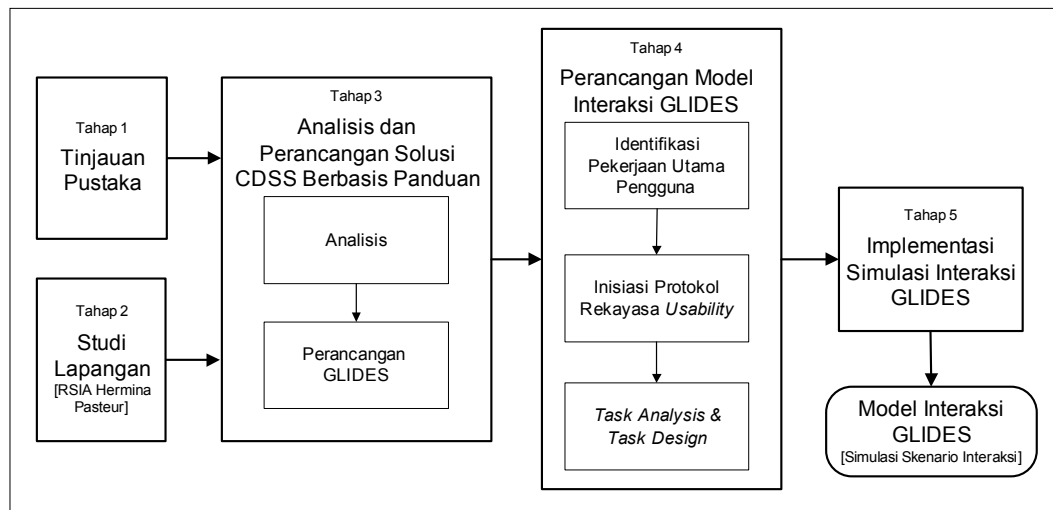 Tahap 1
Tinjauan
Pustaka
Tahap 2
Studi
Lapangan
[RSIA Hermina
Pasteur]
Tahap 3
Analisis dan
Perancangan Solusi
CDSS Berbasis Panduan
Analisis
Perancangan
GLIDES
Tahap 4
Perancangan Model
Interaksi GLIDES
Identifikasi
Pekerjaan Utama
Pengguna
Inisiasi Protokol
Rekayasa Usability
Task Analysis &
Task Design
Tahap 5
Implementasi
Simulasi Interaksi
GLIDES
Model Interaksi
GLIDES
[Simulasi Skenario Interaksi]